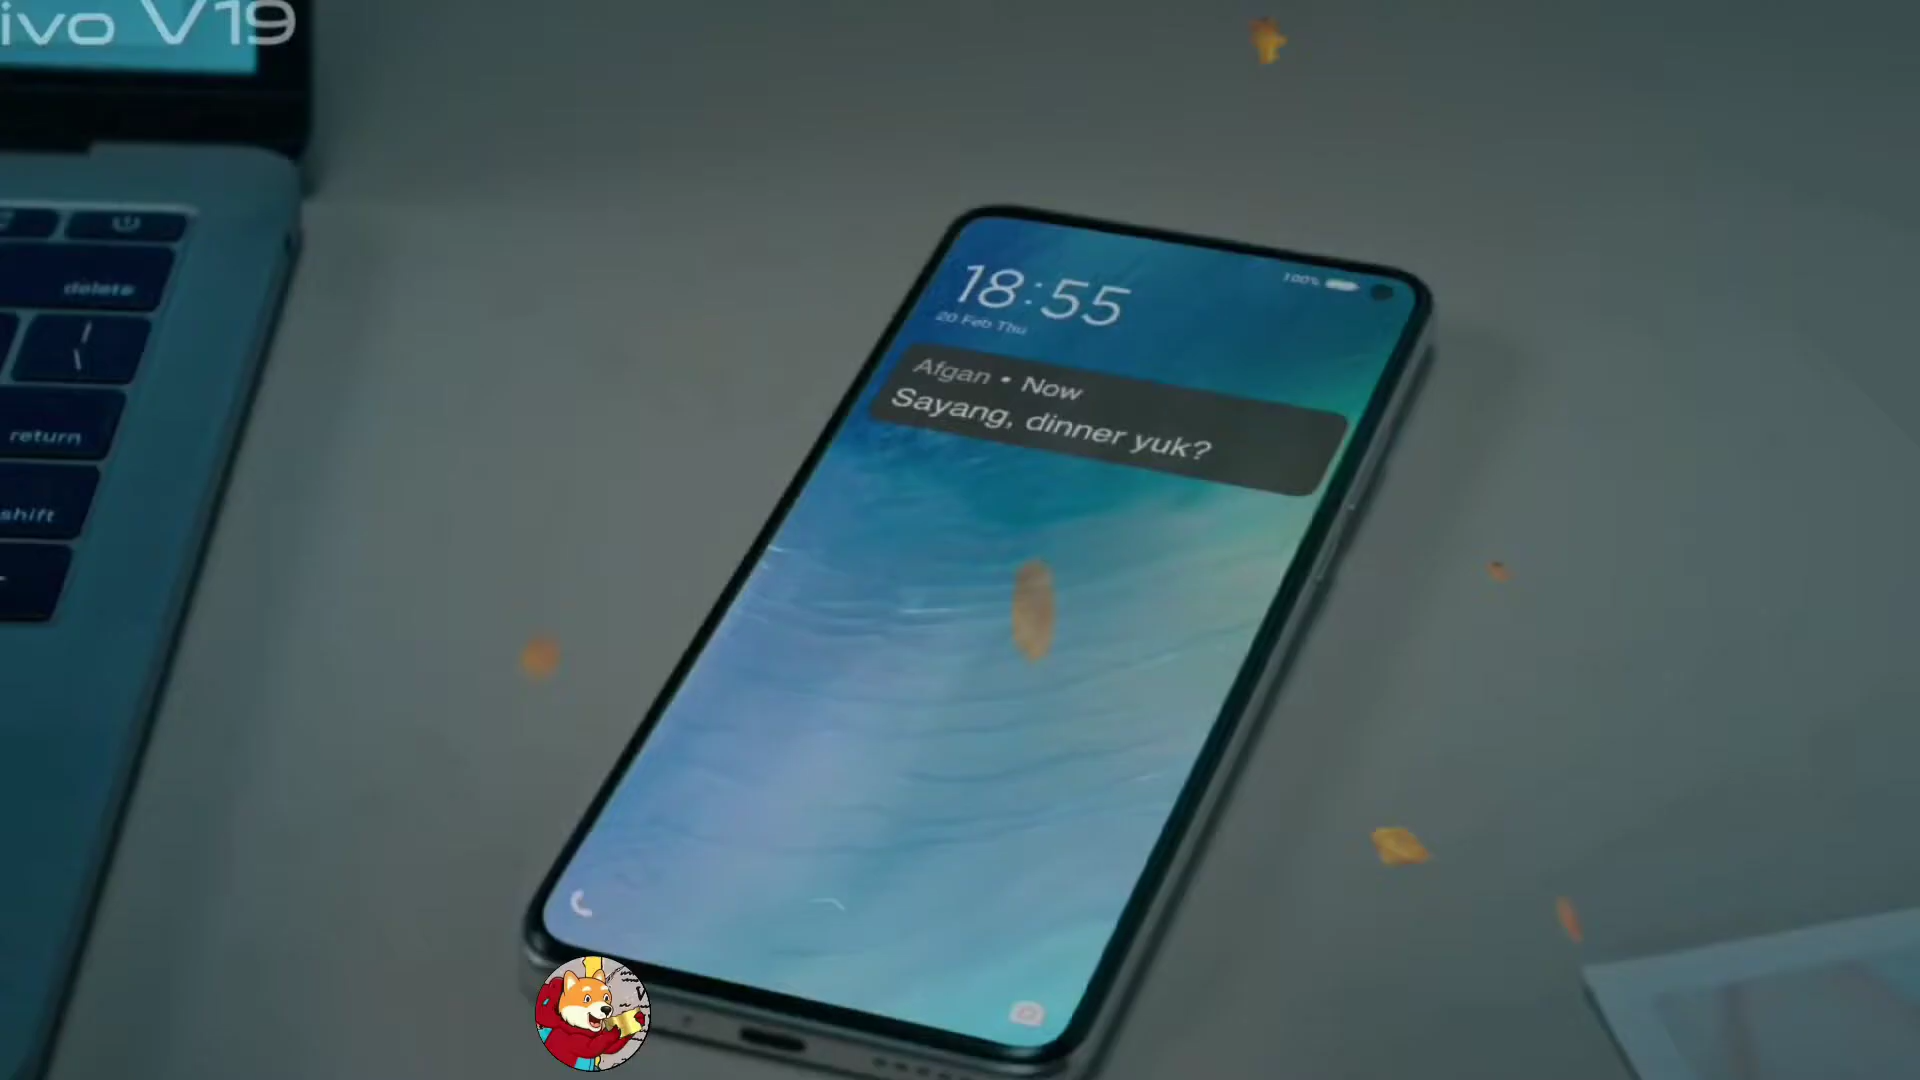 ivo V19
delete
return
shift
100%
18:55
20 Feb Thu
Afgan • Now
Sayang, dinner yuk?